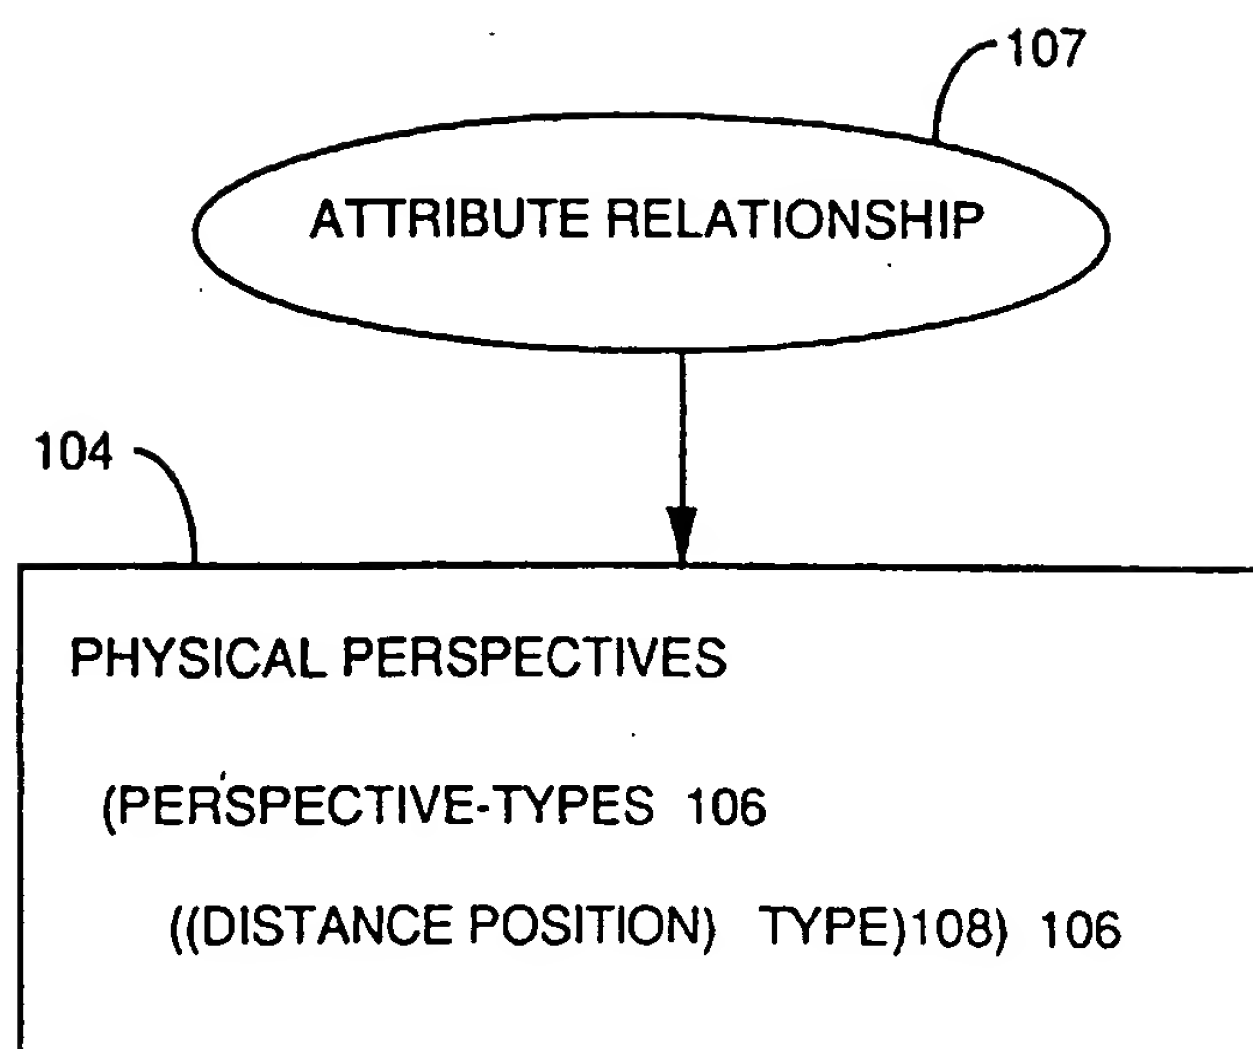 107
ATTRIBUTE RELATIONSHIP
104
PHYSICAL PERSPECTIVES
(PERSPECTIVE-TYPES 106
((DISTANCE POSITION) TYPE)108) 106